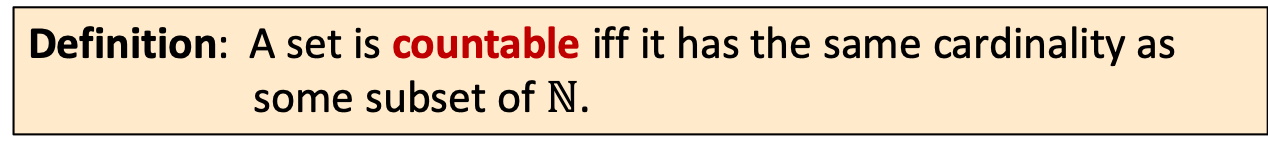 Definition: A set is countable iff it has the same cardinality as
some subset of ℕ.